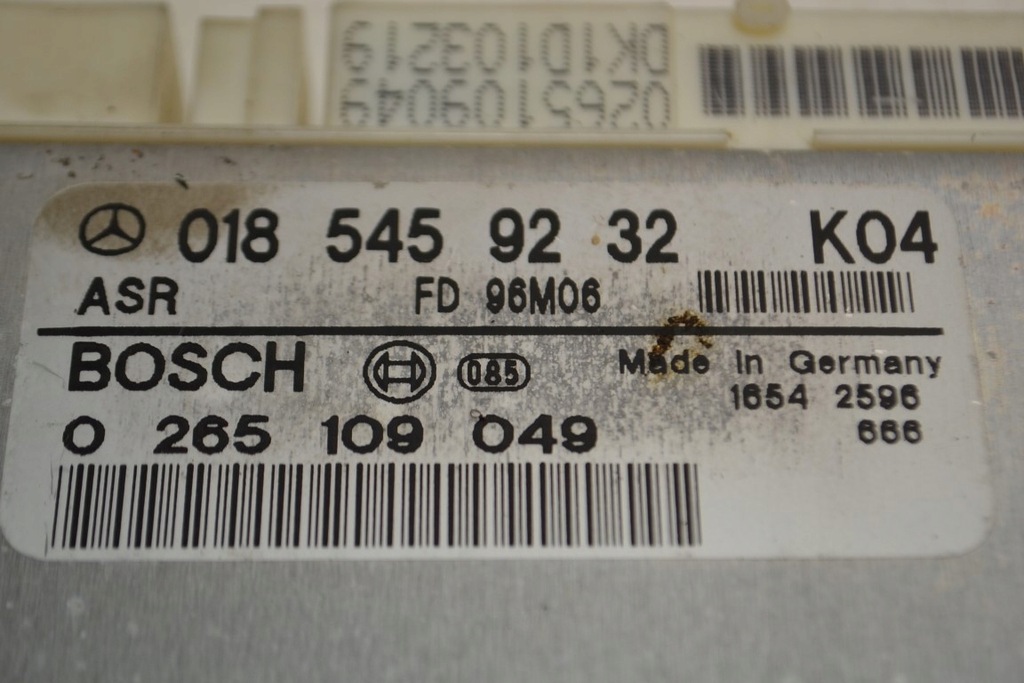 DK1D103219
0265109049
018 545 92 32 K04
ASR FD 96M06
BOSCH 085 Made in Germany
1654 2596
0 265 109 049 666